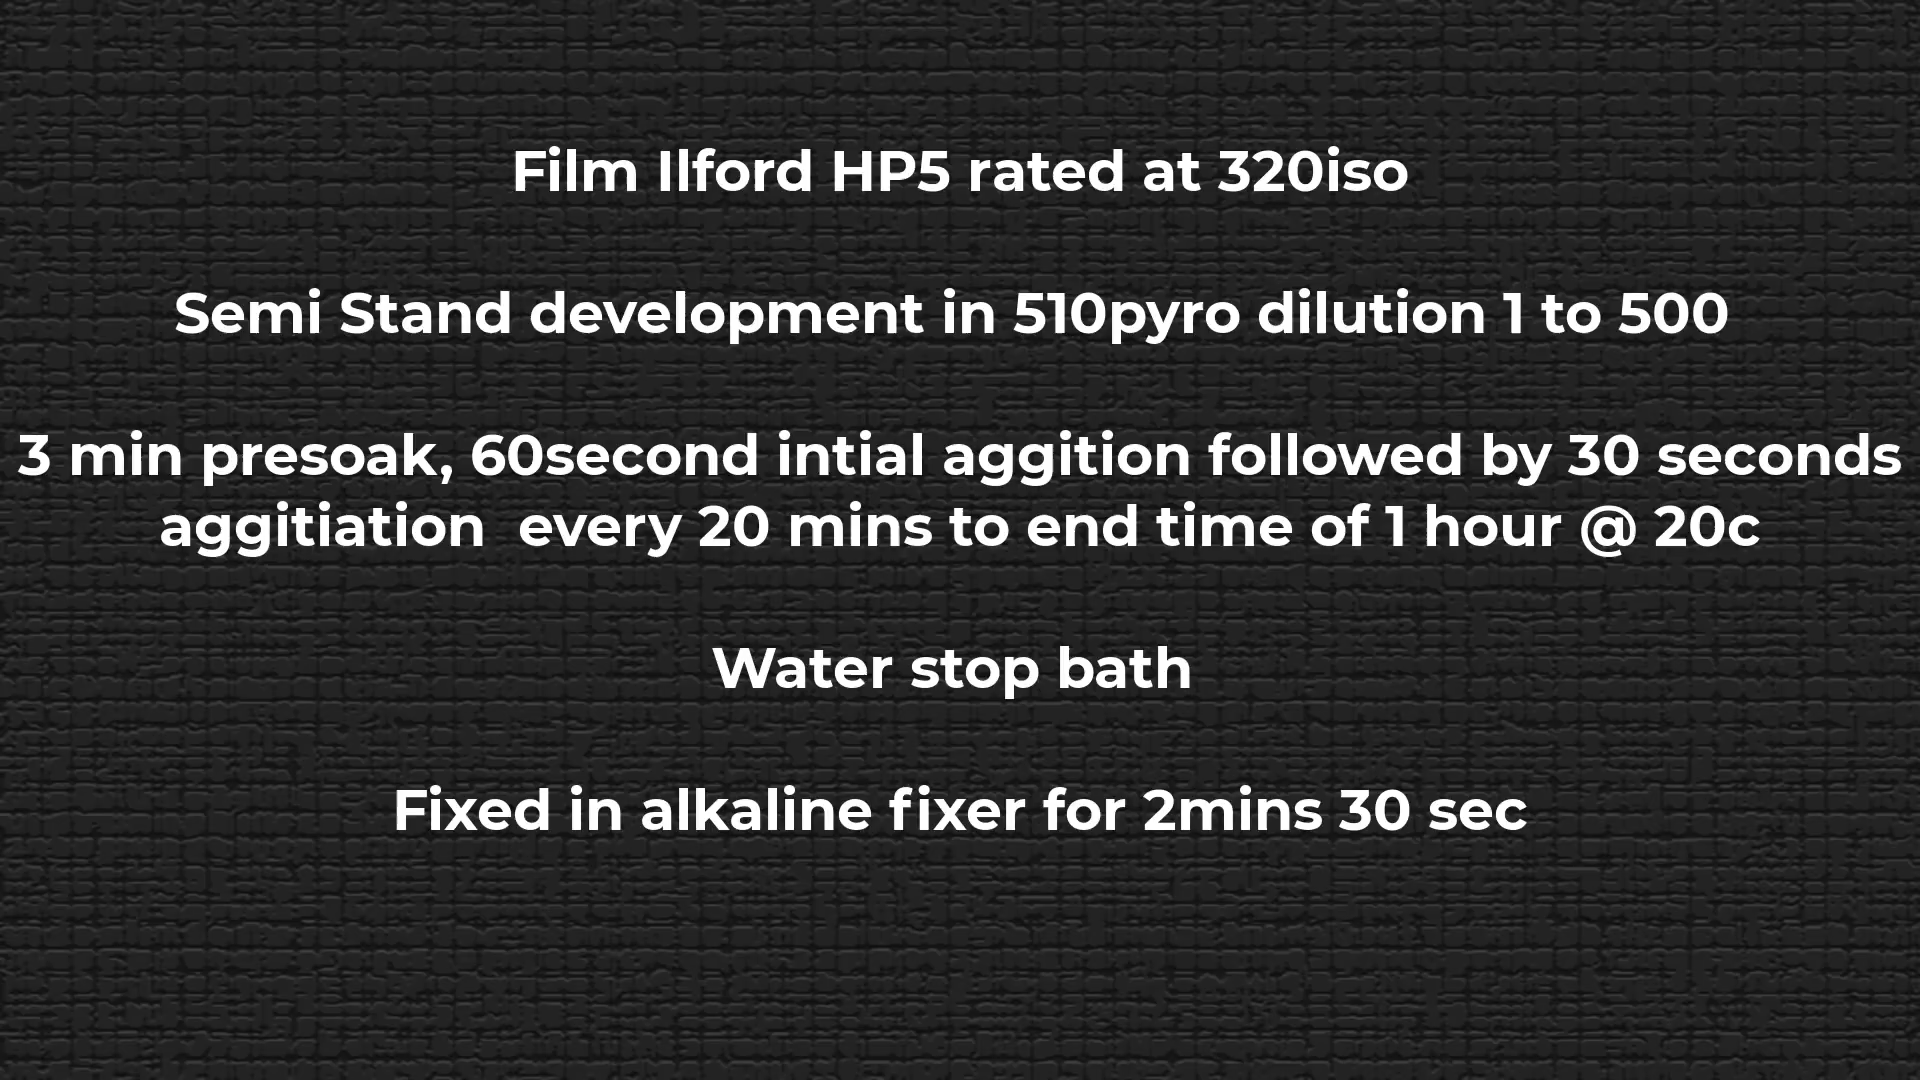 Film Ilford HP5 rated at 320iso
Semi Stand development in 510pyro dilution 1 to 500
3 min presoak, 60second intial aggition followed by 30 seconds
aggitiation  every 20 mins to end time of 1 hour @ 20c
Water stop bath
Fixed in alkaline fixer for 2mins 30 sec